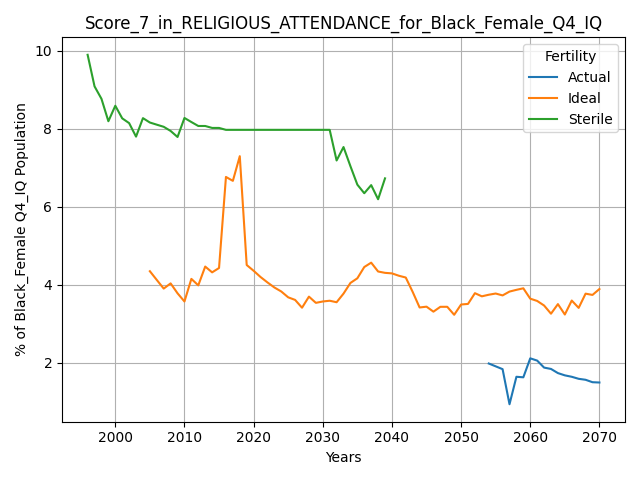 Score_7_in_RELIGIOUS_ATTENDANCE_for_Black_Female_Q4_IQ
% of Black_Female Q4_IQ Population
10
8
6
4
2
Fertility
Actual
Ideal
Sterile
2000 2010 2020 2030 2040 2050 2060 2070
Years